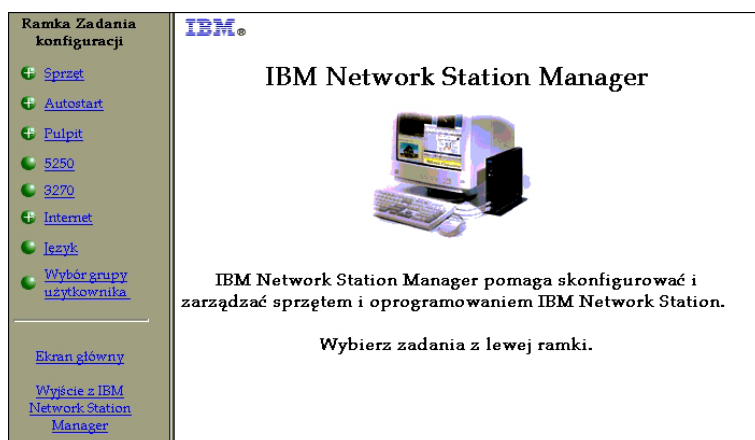 Ramka Zadania
konfiguracji
Sprzęt
Autostart
Pulpit
5250
3270
Internet
Język
Wybór grupy
użytkownika
Ekran główny
Wyjście z IBM
Network Station
Manager
IBM®
IBM Network Station Manager
IBM Network Station Manager pomaga skonfigurować i
zarządzać sprzętem i oprogramowaniem IBM Network Station.
Wybierz zadania z lewej ramki.